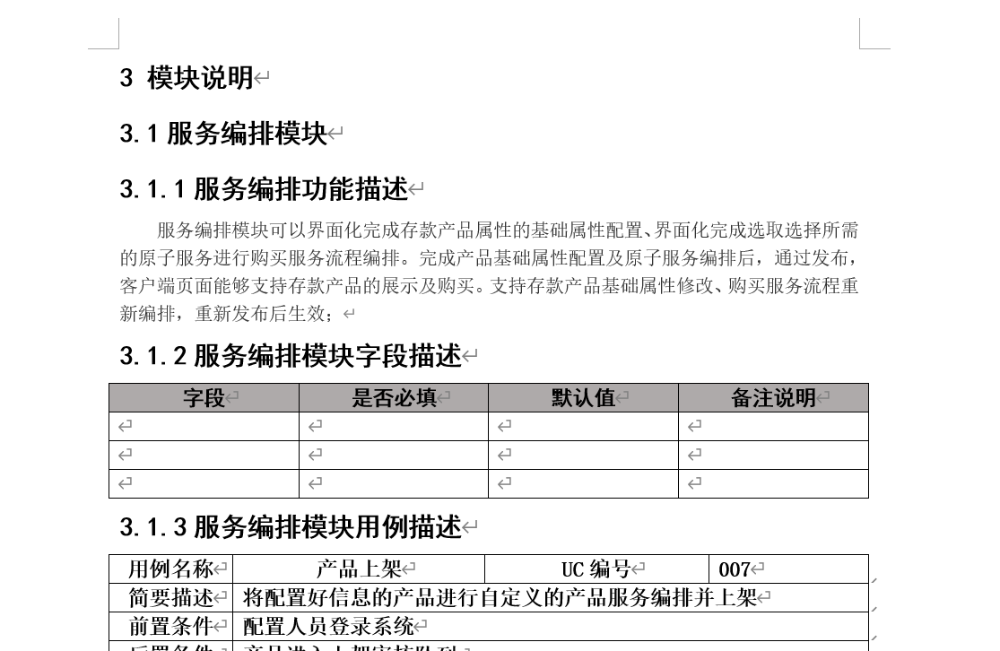 3 模块说明
3.1服务编排模块
3.1.1服务编排功能描述
服务编排模块可以界面化完成存款产品属性的基础属性配置、界面化完成选取选择所需
的原子服务进行购买服务流程编排。完成产品基础属性配置及原子服务编排后，通过发布，
客户端页面能够支持存款产品的展示及购买。支持存款产品基础属性修改、购买服务流程重
新编排，重新发布后生效；
3.1.2服务编排模块字段描述
字段 是否必填 默认值 备注说明
3.1.3服务编排模块用例描述
用例名称 产品上架 UC 编号 007
简要描述 将配置好信息的产品进行自定义的产品服务编排并上架
前置条件 配置人员登录系统
后置条件 产品进入上架审核队列